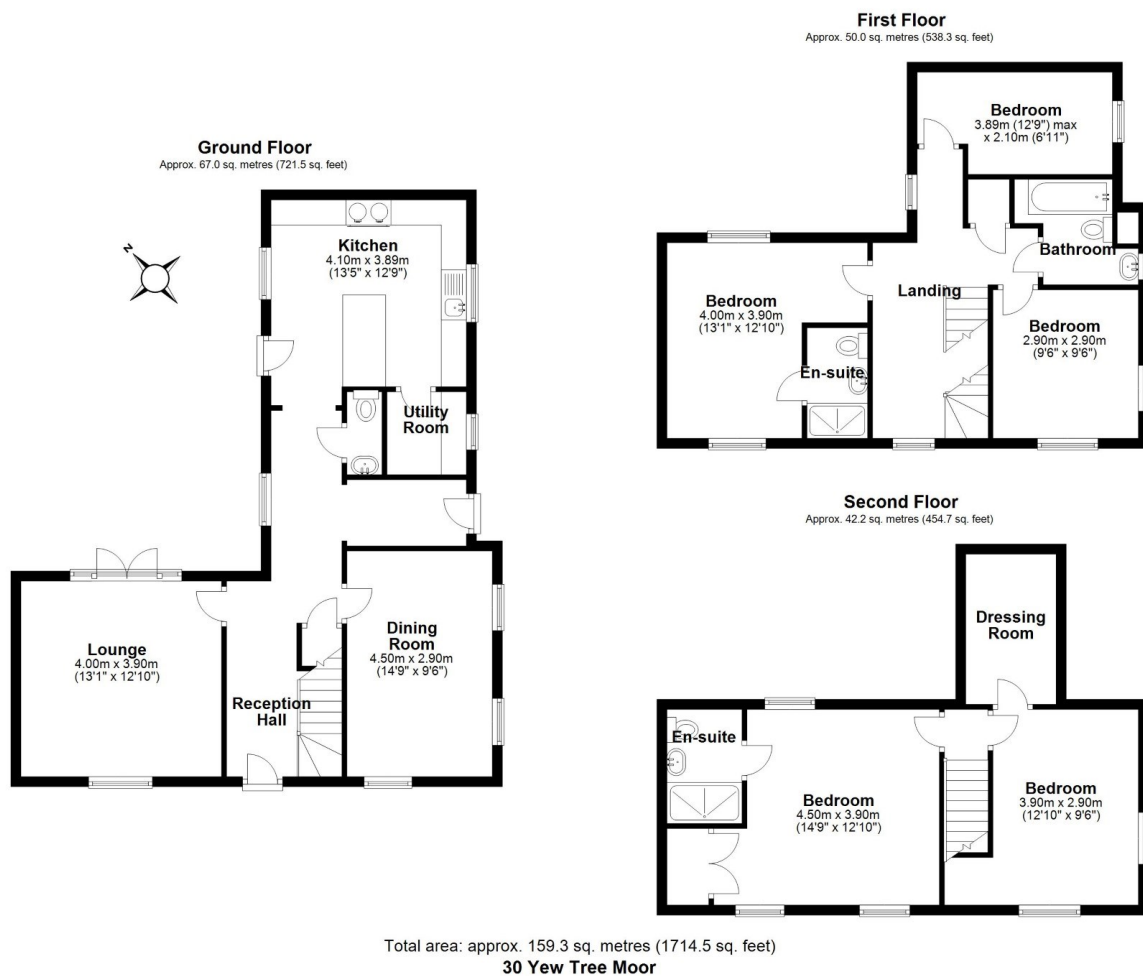 Ground Floor
Approx. 67.0 sq. metres (721.5 sq. feet)
N
Kitchen
4.10m x 3.89m
(13'5" x 12'9")
Utility
Room
Lounge
4.00m x 3.90m
(13'1" x 12'10")
Reception
Hall
Dining
Room
4.50m x 2.90m
(14'9" x 9'6")
First Floor
Approx. 50.0 sq. metres (538.3 sq. feet)
Bedroom
3.89m (12'9") max
x 2.10m (6'11")
Bathroom
Landing
Bedroom
4.00m x 3.90m
(13'1" x 12'10")
En-suite
Bedroom
2.90m x 2.90m
(9'6" x 9'6")
Second Floor
Approx. 42.2 sq. metres (454.7 sq. feet)
Dressing
Room
En-suite
Bedroom
4.50m x 3.90m
(14'9" x 12'10")
Bedroom
3.90m x 2.90m
(12'10" x 9'6")
Total area: approx. 159.3 sq. metres (1714.5 sq. feet)
30 Yew Tree Moor